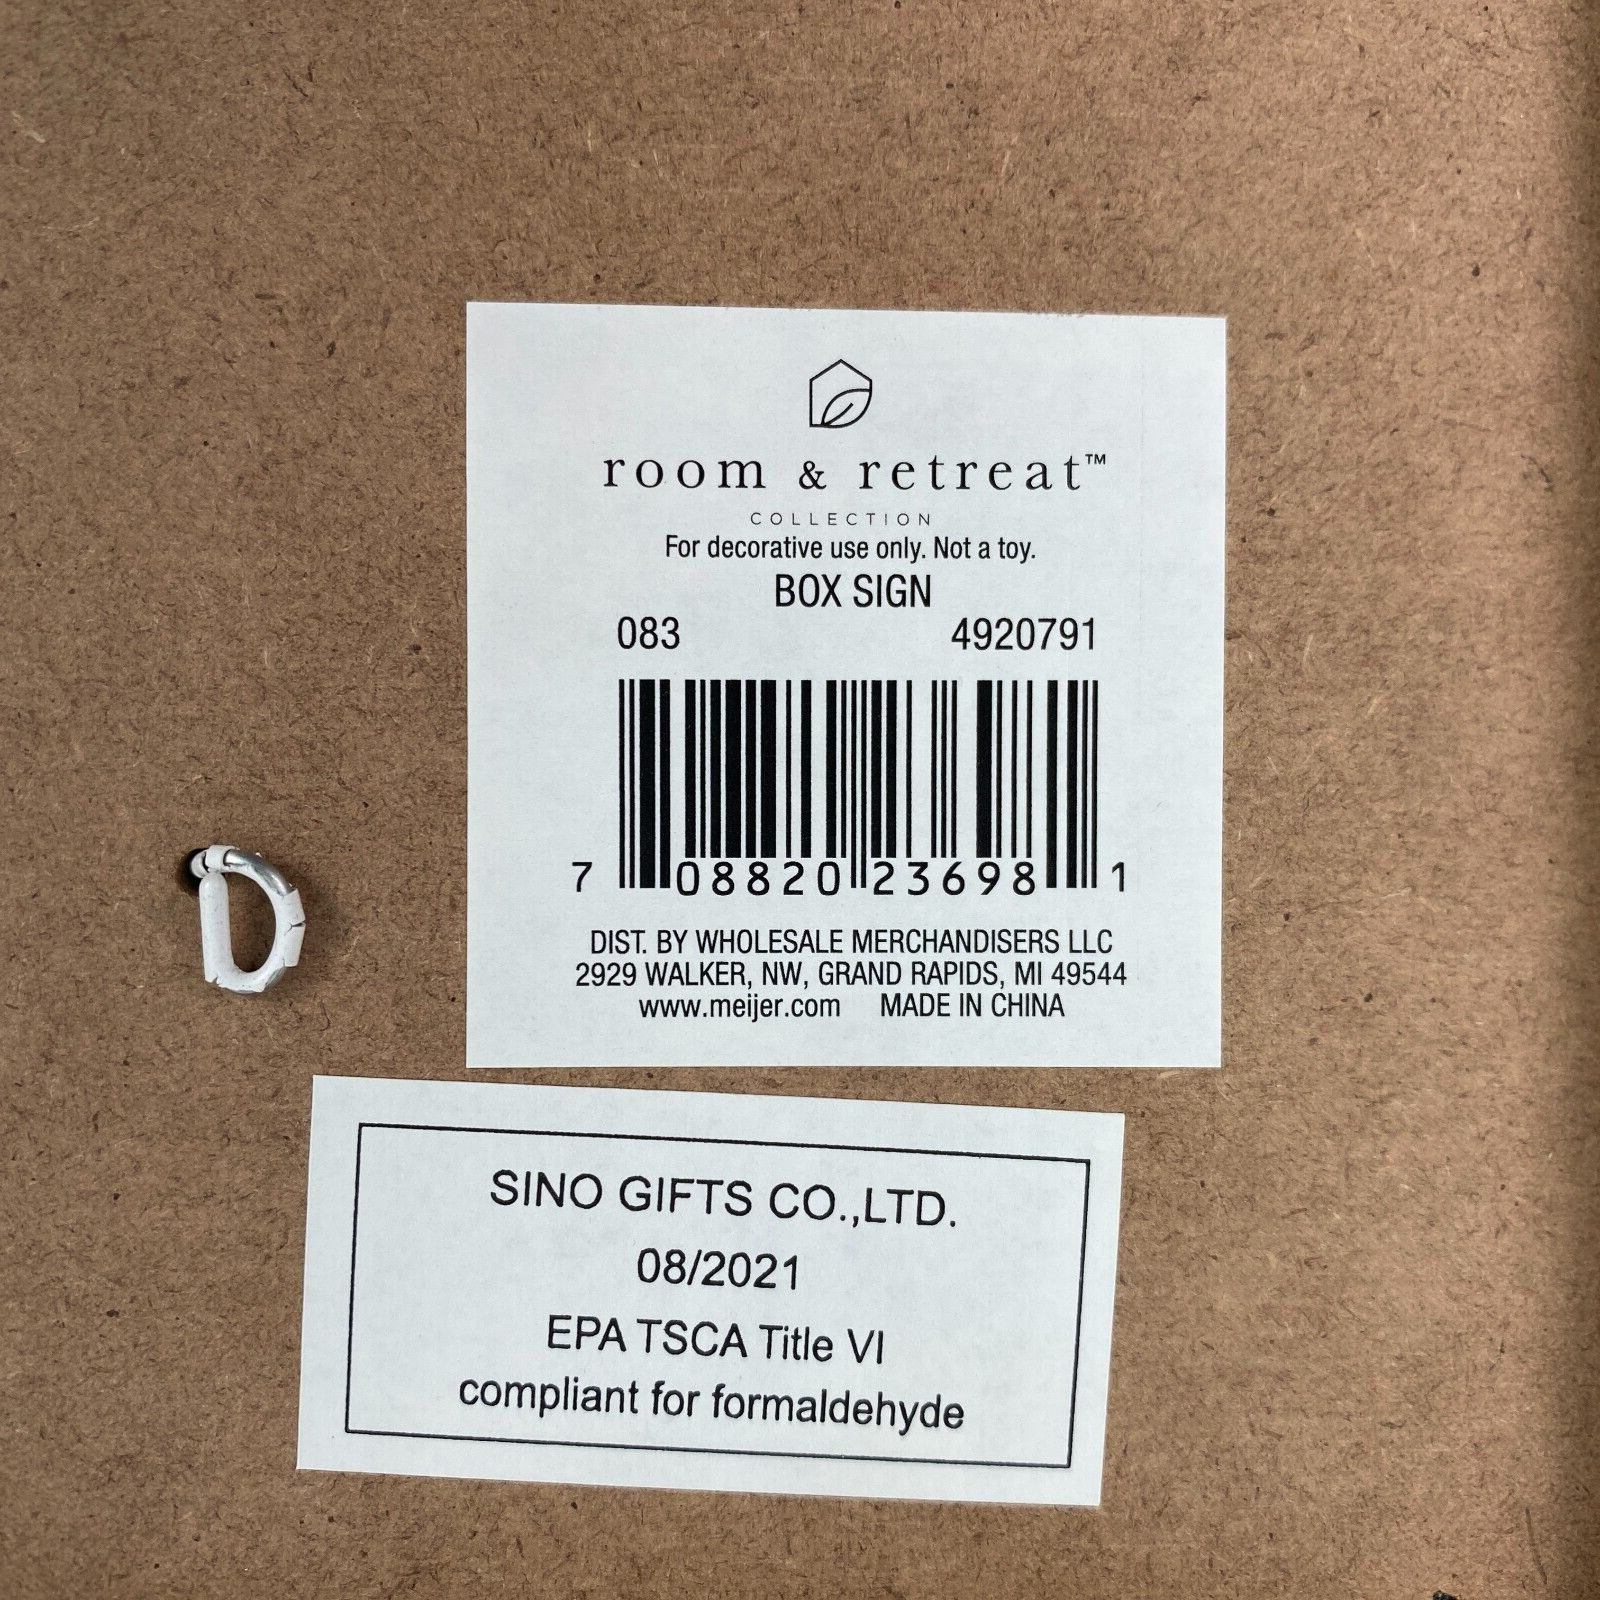 room & retreat™
COLLECTION
For decorative use only. Not a toy.
BOX SIGN
083 4920791
7 08820 23698 1
DIST. BY WHOLESALE MERCHANDISERS LLC
2929 WALKER, NW, GRAND RAPIDS, MI 49544
www.meijer.com MADE IN CHINA
SINO GIFTS CO.,LTD.
08/2021
EPA TSCA Title VI
compliant for formaldehyde